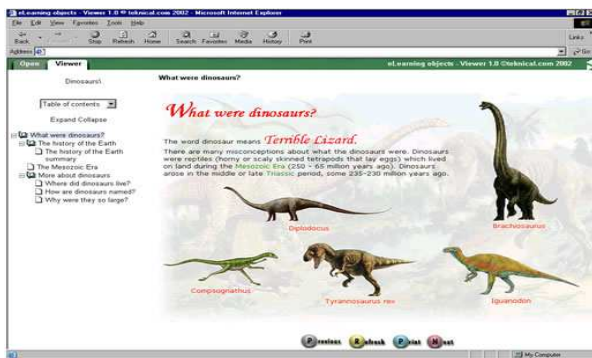 eLearning objects - Viewer 1.0 © teknical.com 2002 - Microsoft Internet Explorer
File Edit View Favorites Tools Help
Back Stop Refresh Home Search Favorites Media History Print
Links
Address
Go
Open Viewer eLearning objects - Viewer 1.0 ©teknical.com 2002
Dinosaurs\
Table of contents
Expand Collapse
What were dinosaurs?
The history of the Earth
The history of the Earth
summary
The Mesozoic Era
More about dinosaurs
Where did dinosaurs live?
How are dinosaurs named?
Why were they so large?
What were dinosaurs?
What were dinosaurs?
The word dinosaur means Terrible Lizard.
There are many misconceptions about what the dinosaurs were. Dinosaurs
were reptiles (horny or scaly skinned tetrapods that lay eggs) which lived
on land during the Mesozoic Era (250 - 65 million years ago). Dinosaurs
arose in the middle or late Triassic period, some 235-230 million years ago.
Diplodocus
Brachiosaurus
Compsognathus
Tyrannosaurus rex
Iguanodon
Previous Refresh Print Next
My Computer